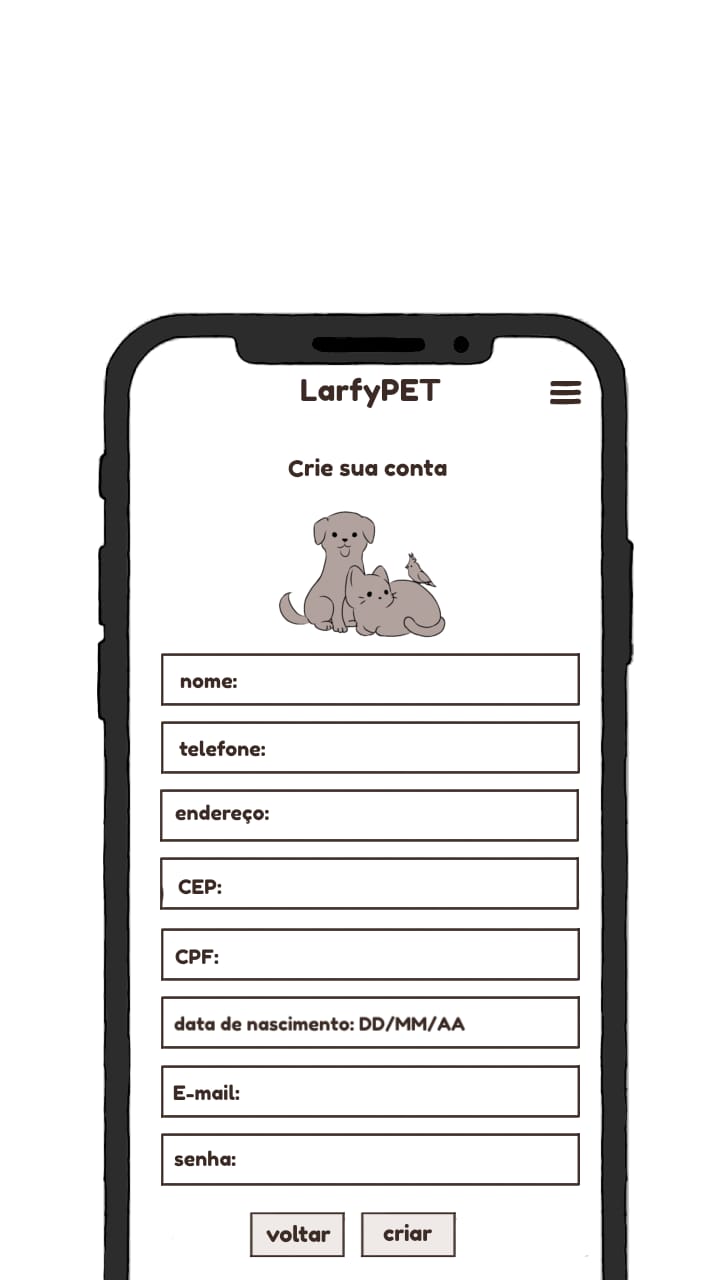 LarfyPET
Crie sua conta
nome:
telefone:
endereço:
CEP:
CPF:
data de nascimento: DD/MM/AA
E-mail:
senha:
voltar
criar